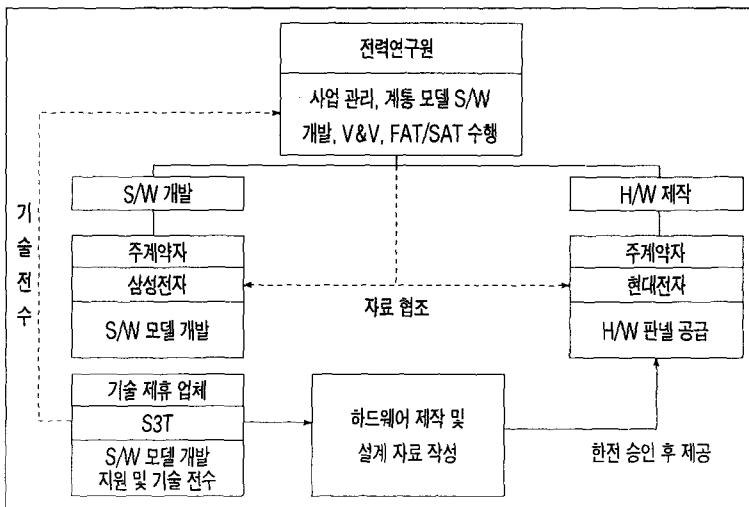 전력연구원
사업 관리, 계통 모델 S/W
개발, V&V, FAT/SAT 수행
S/W 개발
H/W 제작
기
술
전
수
주계약자
삼성전자
S/W 모델 개발
자료 협조
주계약자
현대전자
H/W 판넬 공급
기술 제휴 업체
S3T
S/W 모델 개발
지원 및 기술 전수
하드웨어 제작 및
설계 자료 작성
한전 승인 후 제공